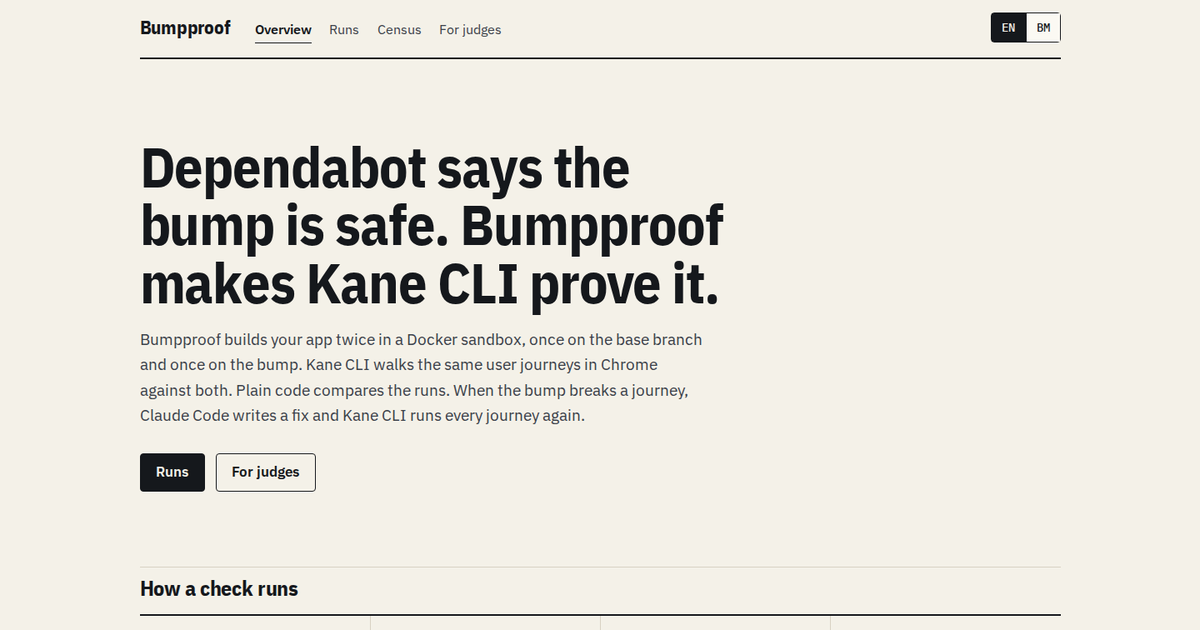 Bumpproof Overview Runs Census For judges EN BM
Dependabot says the
bump is safe. Bumpproof
makes Kane CLI prove it.
Bumpproof builds your app twice in a Docker sandbox, once on the base branch
and once on the bump. Kane CLI walks the same user journeys in Chrome
against both. Plain code compares the runs. When the bump breaks a journey,
Claude Code writes a fix and Kane CLI runs every journey again.
Runs For judges
How a check runs